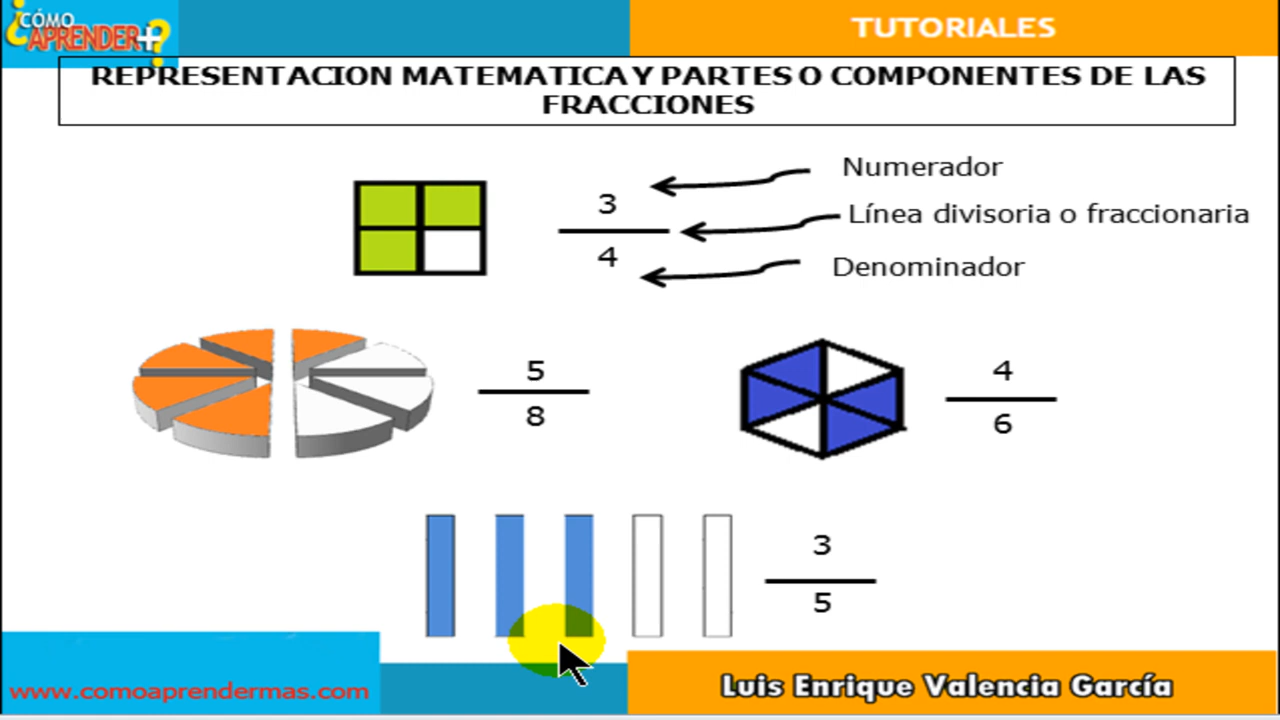 ¿CÓMO
APRENDER+?
TUTORIALES
REPRESENTACION MATEMATICA Y PARTES O COMPONENTES DE LAS
FRACCIONES
Numerador
3
Línea divisoria o fraccionaria
4
Denominador
5
8
4
6
3
5
www.comoaprendermas.com
Luis Enrique Valencia García